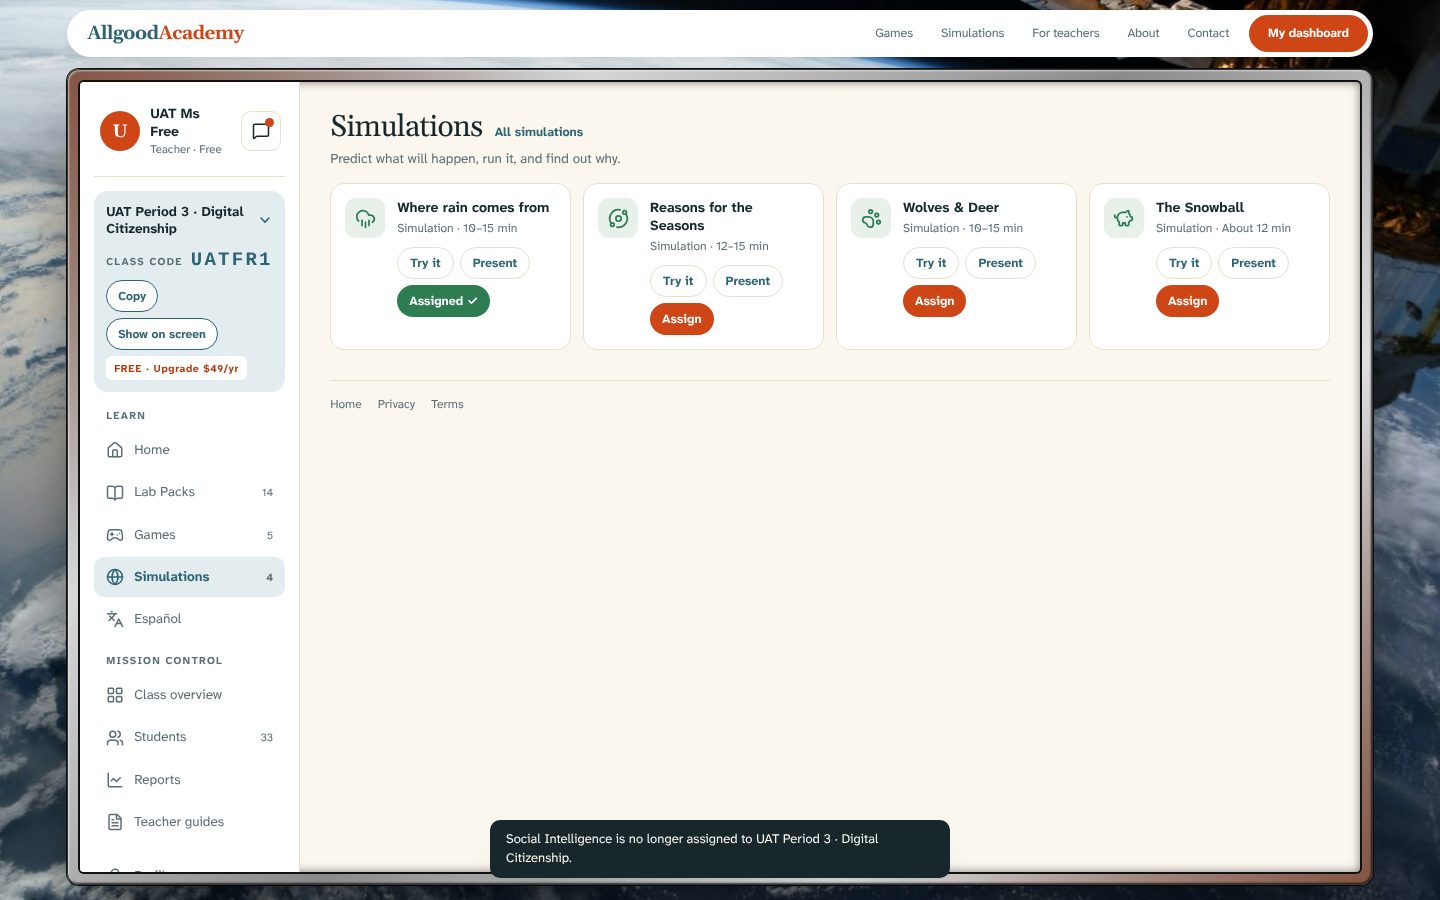 AllgoodAcademy
Games
Simulations
For teachers
About
Contact
My dashboard
U
UAT Ms
Free
Teacher · Free
UAT Period 3 · Digital
Citizenship
CLASS CODE UATFR1
Copy
Show on screen
FREE · Upgrade $49/yr
LEARN
Home
Lab Packs 14
Games 5
Simulations 4
Español
MISSION CONTROL
Class overview
Students 33
Reports
Teacher guides
Simulations All simulations
Predict what will happen, run it, and find out why.
Where rain comes from
Simulation · 10–15 min
Try it Present
Assigned ✓
Reasons for the
Seasons
Simulation · 12–15 min
Try it Present
Assign
Wolves & Deer
Simulation · 10–15 min
Try it Present
Assign
The Snowball
Simulation · About 12 min
Try it Present
Assign
Home Privacy Terms
Social Intelligence is no longer assigned to UAT Period 3 · Digital
Citizenship.